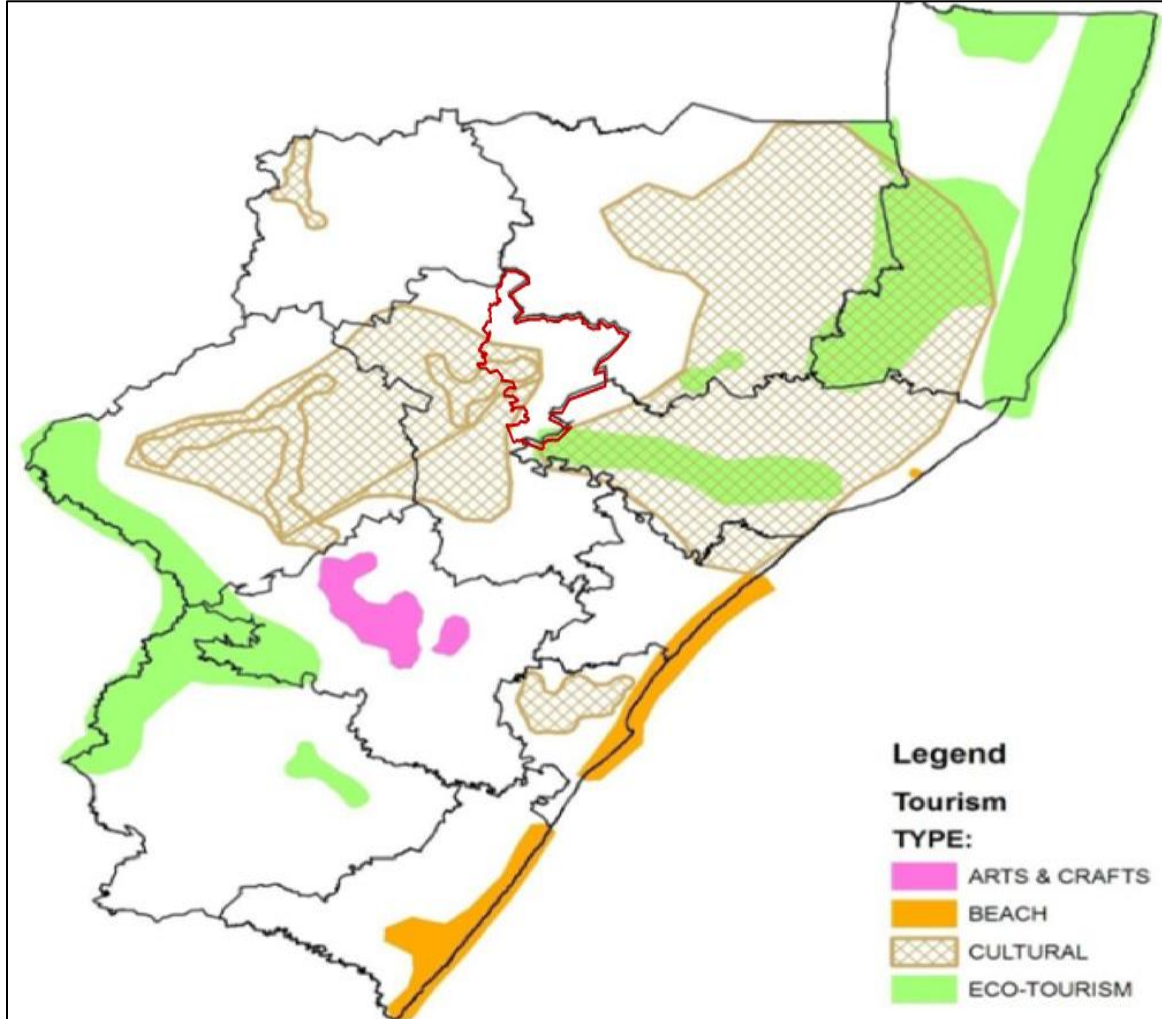 Legend
Tourism
TYPE:
ARTS & CRAFTS
BEACH
CULTURAL
ECO-TOURISM